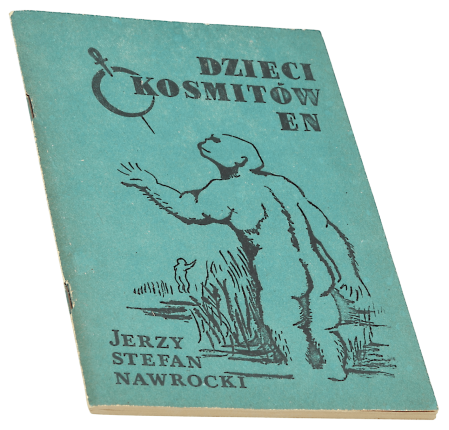 DZIECI
KOSMITÓW
EN
JERZY
STEFAN
NAWROCKI